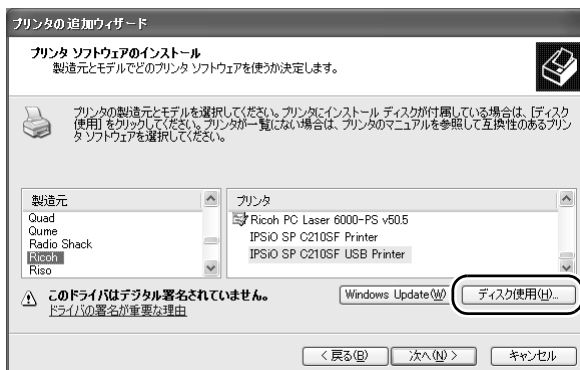 プリンタの追加ウィザード
プリンタ ソフトウェアのインストール
製造元とモデルでどのプリンタ ソフトウェアを使うか決定します。
プリンタの製造元とモデルを選択してください。プリンタにインストール ディスクが付属している場合は、[ディスク
使用] をクリックしてください。プリンタが一覧にない場合は、プリンタのマニュアルを参照して互換性のあるプリン
タ ソフトウェアを選択してください。
製造元
Quad
Qume
Radio Shack
Ricoh
Riso
プリンタ
Ricoh PC Laser 6000-PS v50.5
IPSiO SP C210SF Printer
IPSiO SP C210SF USB Printer
このドライバはデジタル署名されていません。
ドライバの署名が重要な理由
Windows Update(W)
ディスク使用(H)...
< 戻る(B)
次へ(N) >
キャンセル